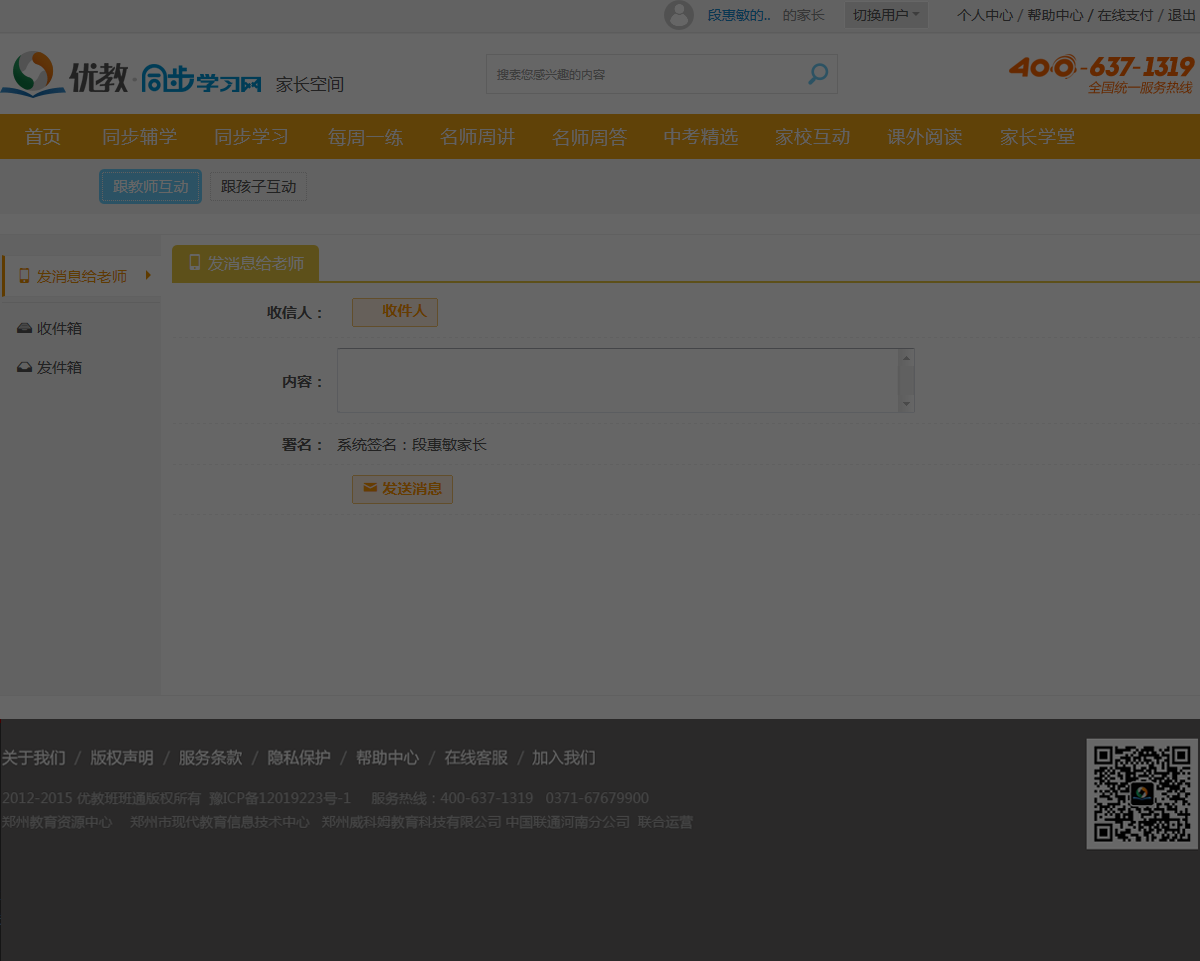 段惠敏的.. 的家长 切换用户 个人中心 / 帮助中心 / 在线支付 / 退出
优教·同步学习网 家长空间 搜索您感兴趣的内容 400-637-1319
全国统一服务热线
首页 同步辅学 同步学习 每周一练 名师周讲 名师周答 中考精选 家校互动 课外阅读 家长学堂
跟教师互动 跟孩子互动
发消息给老师
收件箱
发件箱
发消息给老师
收信人： 收件人
内容：
署名： 系统签名：段惠敏家长
发送消息
关于我们 / 版权声明 / 服务条款 / 隐私保护 / 帮助中心 / 在线客服 / 加入我们
2012-2015 优教班班通版权所有 豫ICP备12019223号-1 服务热线：400-637-1319 0371-67679900
郑州教育资源中心 郑州市现代教育信息技术中心 郑州威科姆教育科技有限公司 中国联通河南分公司 联合运营